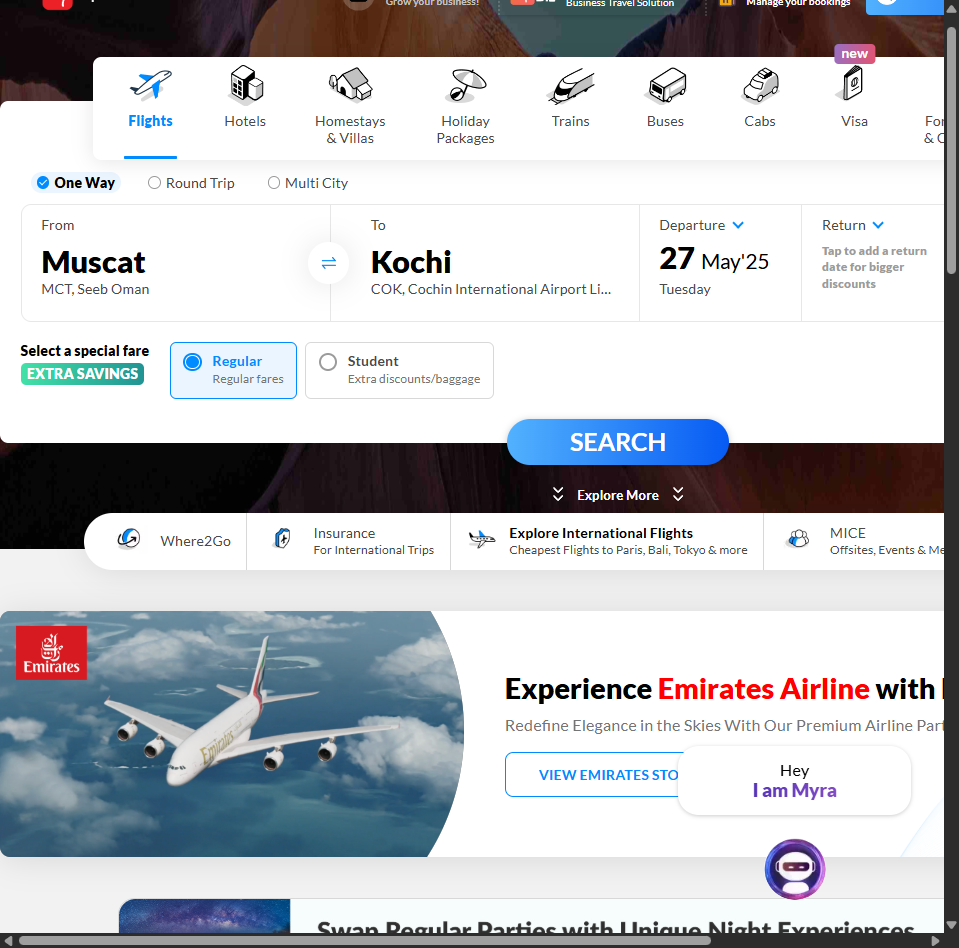 Grow your business!
Business Travel Solution
Manage your bookings
new
Flights
Hotels
Homestays
& Villas
Holiday
Packages
Trains
Buses
Cabs
Visa
& C
One Way
Round Trip
Multi City
From
Muscat
MCT, Seeb Oman
To
Kochi
COK, Cochin International Airport Li...
Departure
27 May'25
Tuesday
Return
Tap to add a return
date for bigger
discounts
Select a special fare
EXTRA SAVINGS
Regular
Regular fares
Student
Extra discounts/baggage
SEARCH
Explore More
Where2Go
Insurance
For International Trips
Explore International Flights
Cheapest Flights to Paris, Bali, Tokyo & more
MICE
Offsites, Events & Me
Emirates
Emirates
Experience Emirates Airline with
Redefine Elegance in the Skies With Our Premium Airline Par
VIEW EMIRATES STO
Hey
I am Myra
Swap Regular Parties with Unique Night Experiences